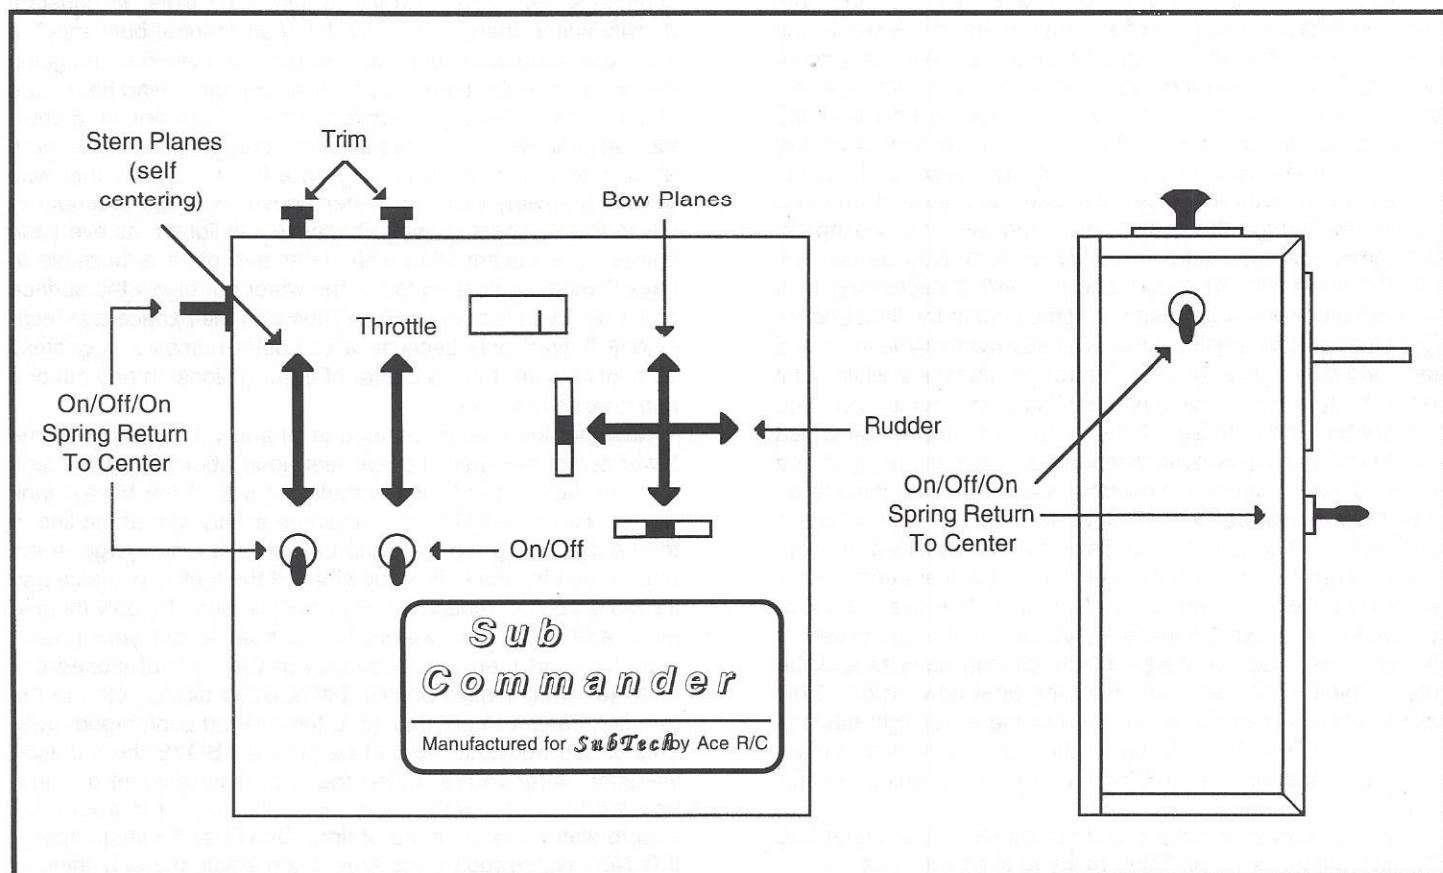 Stern Planes
(self
centering)
Trim
Bow Planes
Throttle
Trim
On/Off/On
Spring Return
To Center
Rudder
On/Off
On/Off/On
Spring Return
To Center
Sub
Commander
Manufactured for SubTech by Ace R/C